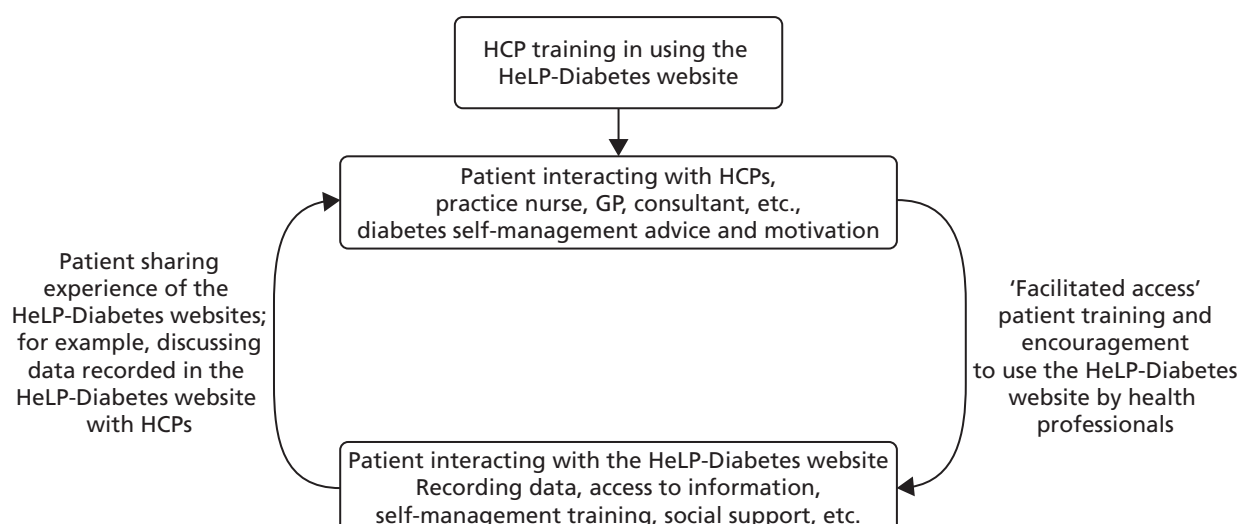 HCP training in using the
HeLP-Diabetes website
Patient interacting with HCPs,
practice nurse, GP, consultant, etc.,
diabetes self-management advice and motivation
Patient sharing
experience of the
HeLP-Diabetes websites;
for example, discussing
data recorded in the
HeLP-Diabetes website
with HCPs
‘Facilitated access’
patient training and
encouragement
to use the HeLP-Diabetes
website by health
professionals
Patient interacting with the HeLP-Diabetes website
Recording data, access to information,
self-management training, social support, etc.